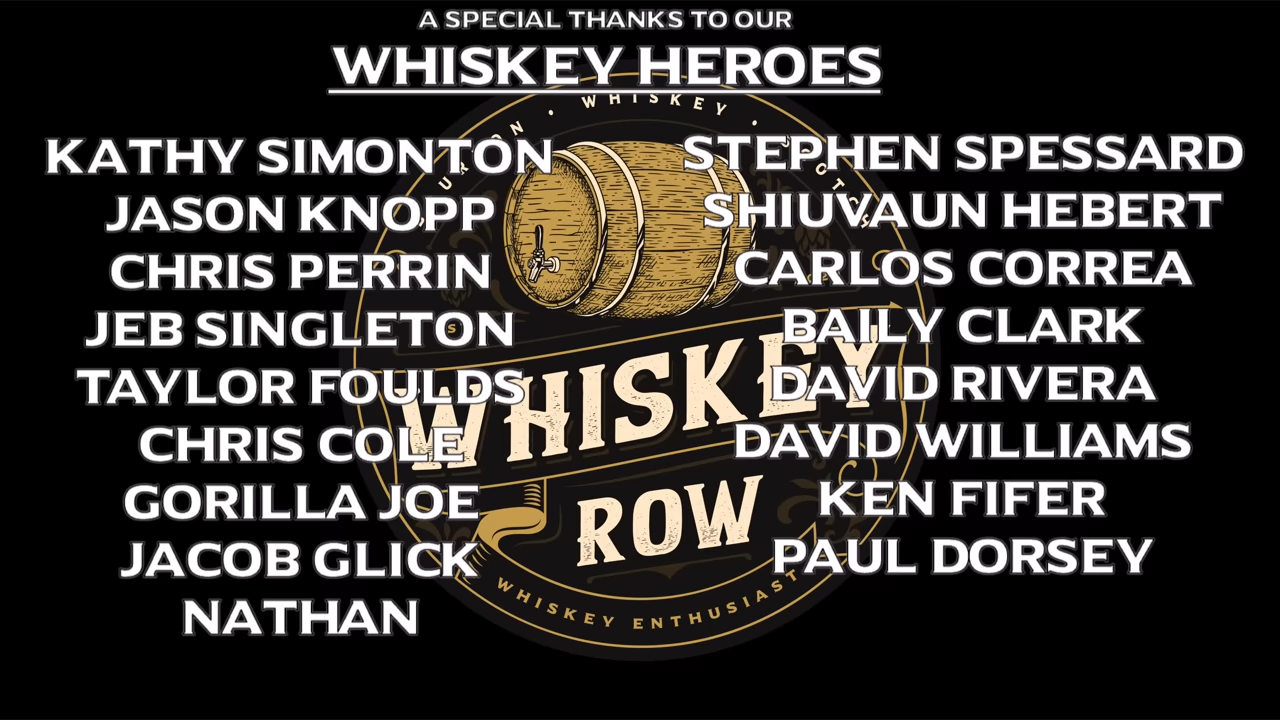 A SPECIAL THANKS TO OUR
WHISKEY HEROES
KATHY SIMONTON
JASON KNOPP
CHRIS PERRIN
JEB SINGLETON
TAYLOR FOULDS
CHRIS COLE
GORILLA JOE
JACOB GLICK
NATHAN
STEPHEN SPESSARD
SHIUVAUN HEBERT
CARLOS CORREA
BAILY CLARK
DAVID RIVERA
DAVID WILLIAMS
KEN FIFER
PAUL DORSEY
• WHISKEY •
WHISKEY
ROW
WHISKEY ENTHUSIAST